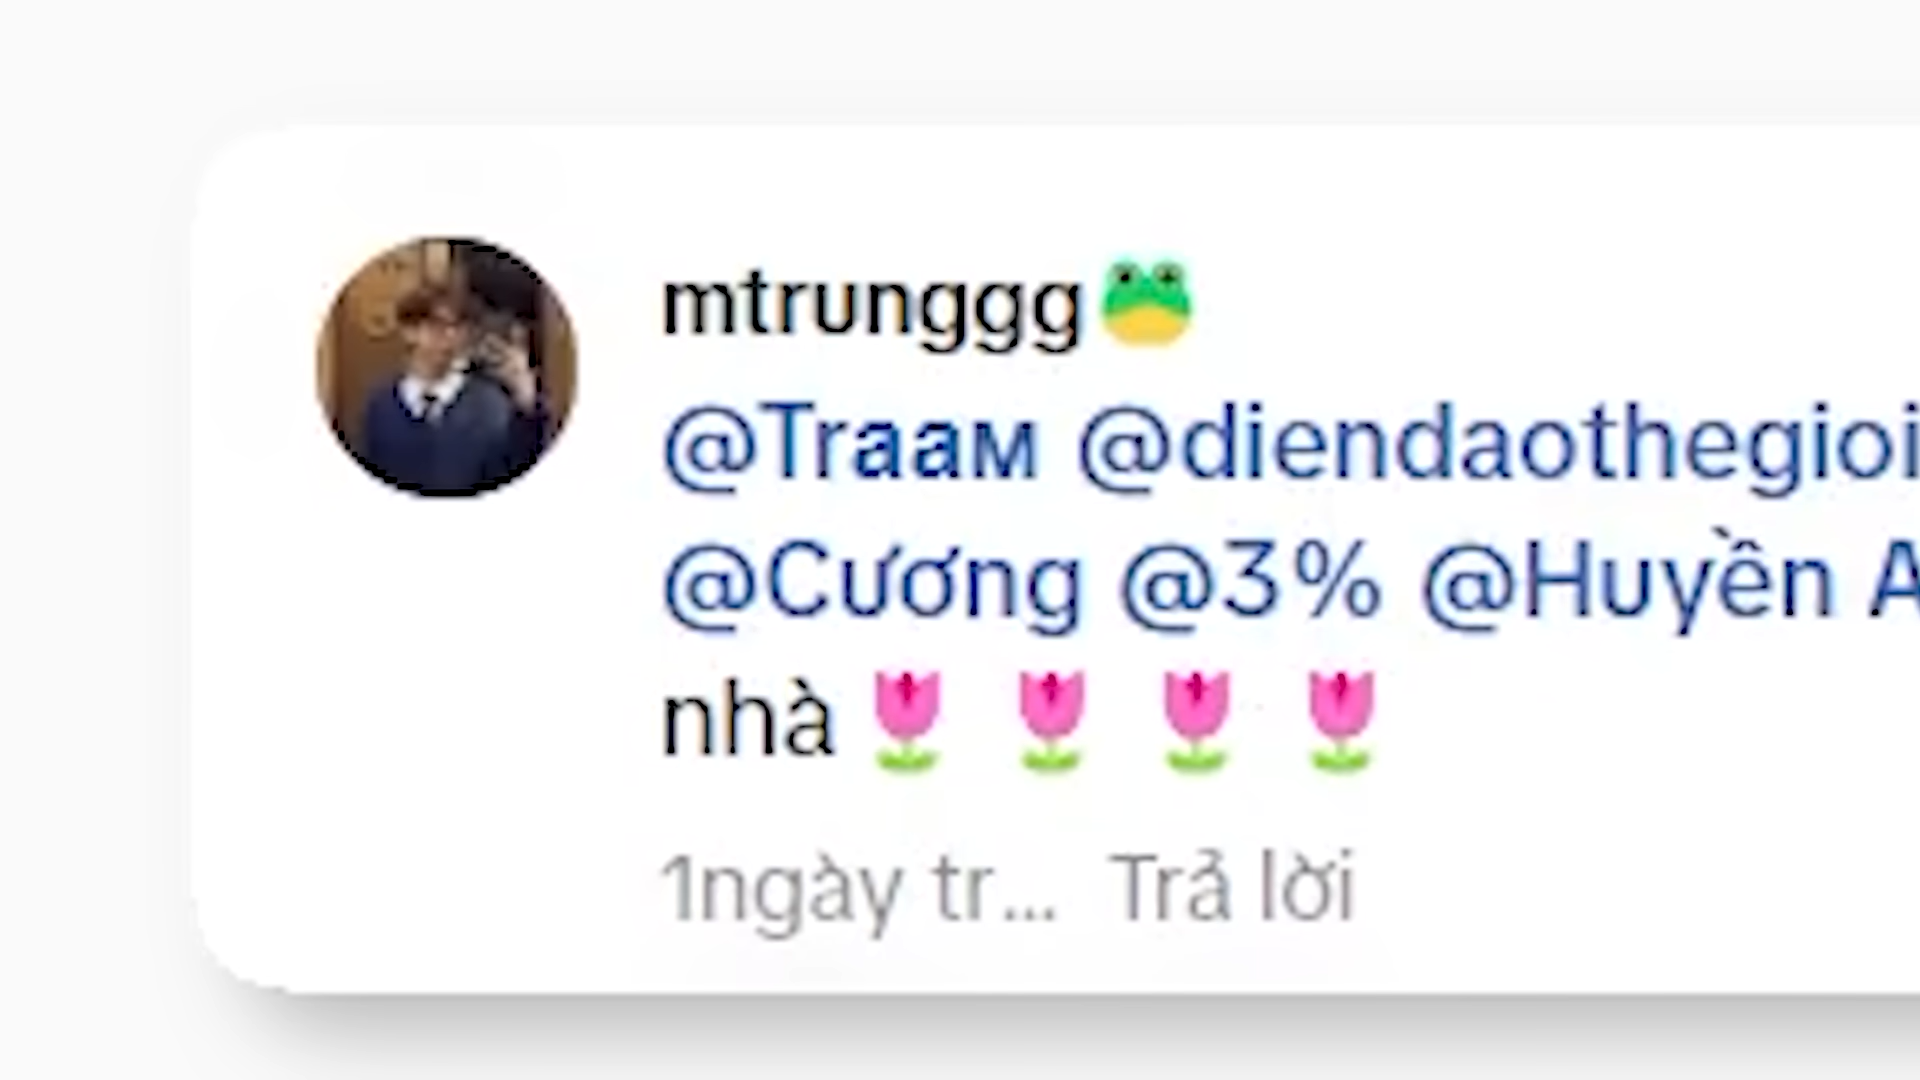 mtrunggg🐸
@Traaм @diendaothegioi
@Cương @3% @Huyền A
nhà🌷 🌷 🌷 🌷
1ngày tr... Trả lời